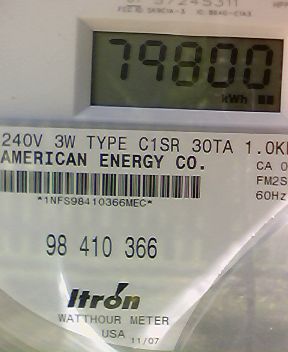 79800
kWh
240V 3W TYPE C1SR 30TA 1.0K
AMERICAN ENERGY CO.
CA 0
*1NFS98410366MEC*
FM2S
60Hz
98 410 366
Itrón
WATTHOUR METER
USA 11/07